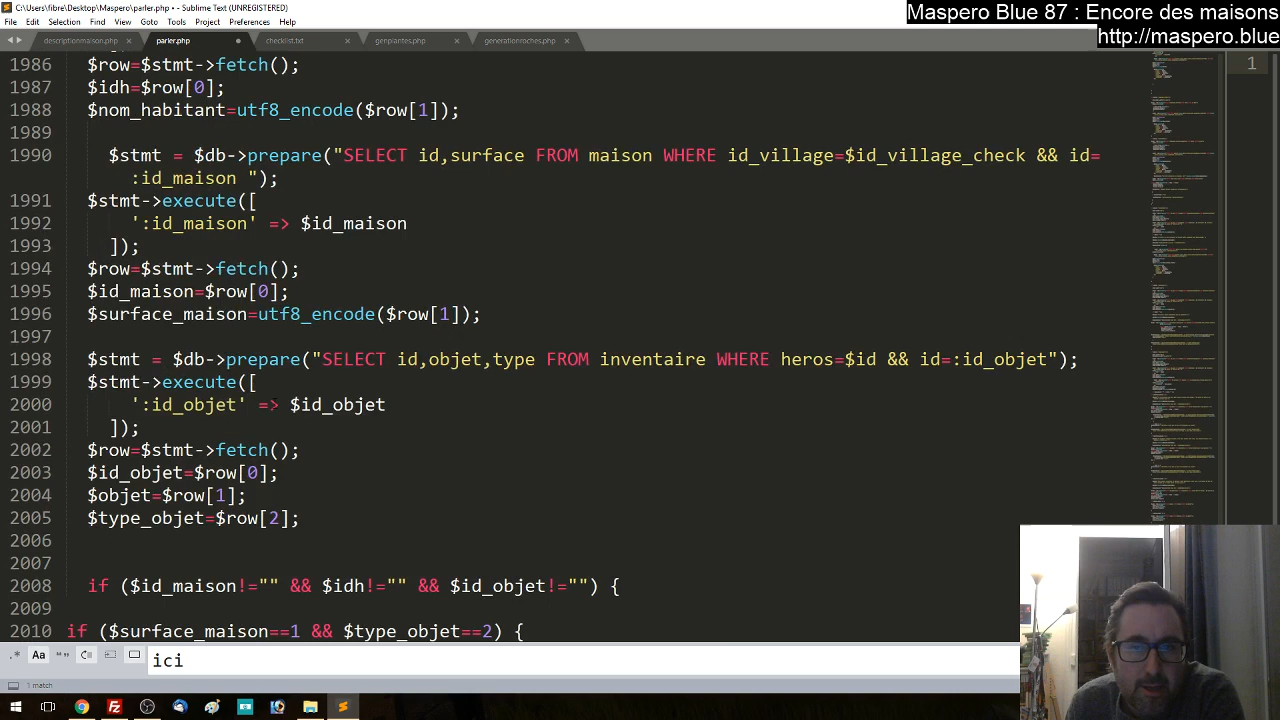 C:\Users\fibre\Desktop\Maspero\parler.php • - Sublime Text (UNREGISTERED)
Maspero Blue 87 : Encore des maisons
http://maspero.blue
File Edit Selection Find View Goto Tools Project Preferences Help
descriptionmaison.php × parler.php • checklist.txt × genplantes.php × generationroches.php ×
1
1986 $row=$stmt->fetch();
1987 $idh=$row[0];
1988 $nom_habitant=utf8_encode($row[1]);
1989
1990 $stmt = $db->prepare("SELECT id,surface FROM maison WHERE id_village=$id_village_check && id=
:id_maison ");
1991 $stmt->execute([
1992 ':id_maison' => $id_maison
1993 ]);
1994 $row=$stmt->fetch();
1995 $id_maison=$row[0];
1996 $surface_maison=utf8_encode($row[1]);
1997
1998 $stmt = $db->prepare("SELECT id,objet,type FROM inventaire WHERE heros=$id && id=:id_objet");
1999 $stmt->execute([
2000 ':id_objet' => $id_objet
2001 ]);
2002 $row=$stmt->fetch();
2003 $id_objet=$row[0];
2004 $objet=$row[1];
2005 $type_objet=$row[2];
2006
2007
2008 if ($id_maison!="" && $idh!="" && $id_objet!="") {
2009
2010 if ($surface_maison==1 && $type_objet==2) {
.* Aa “” ici
1 match